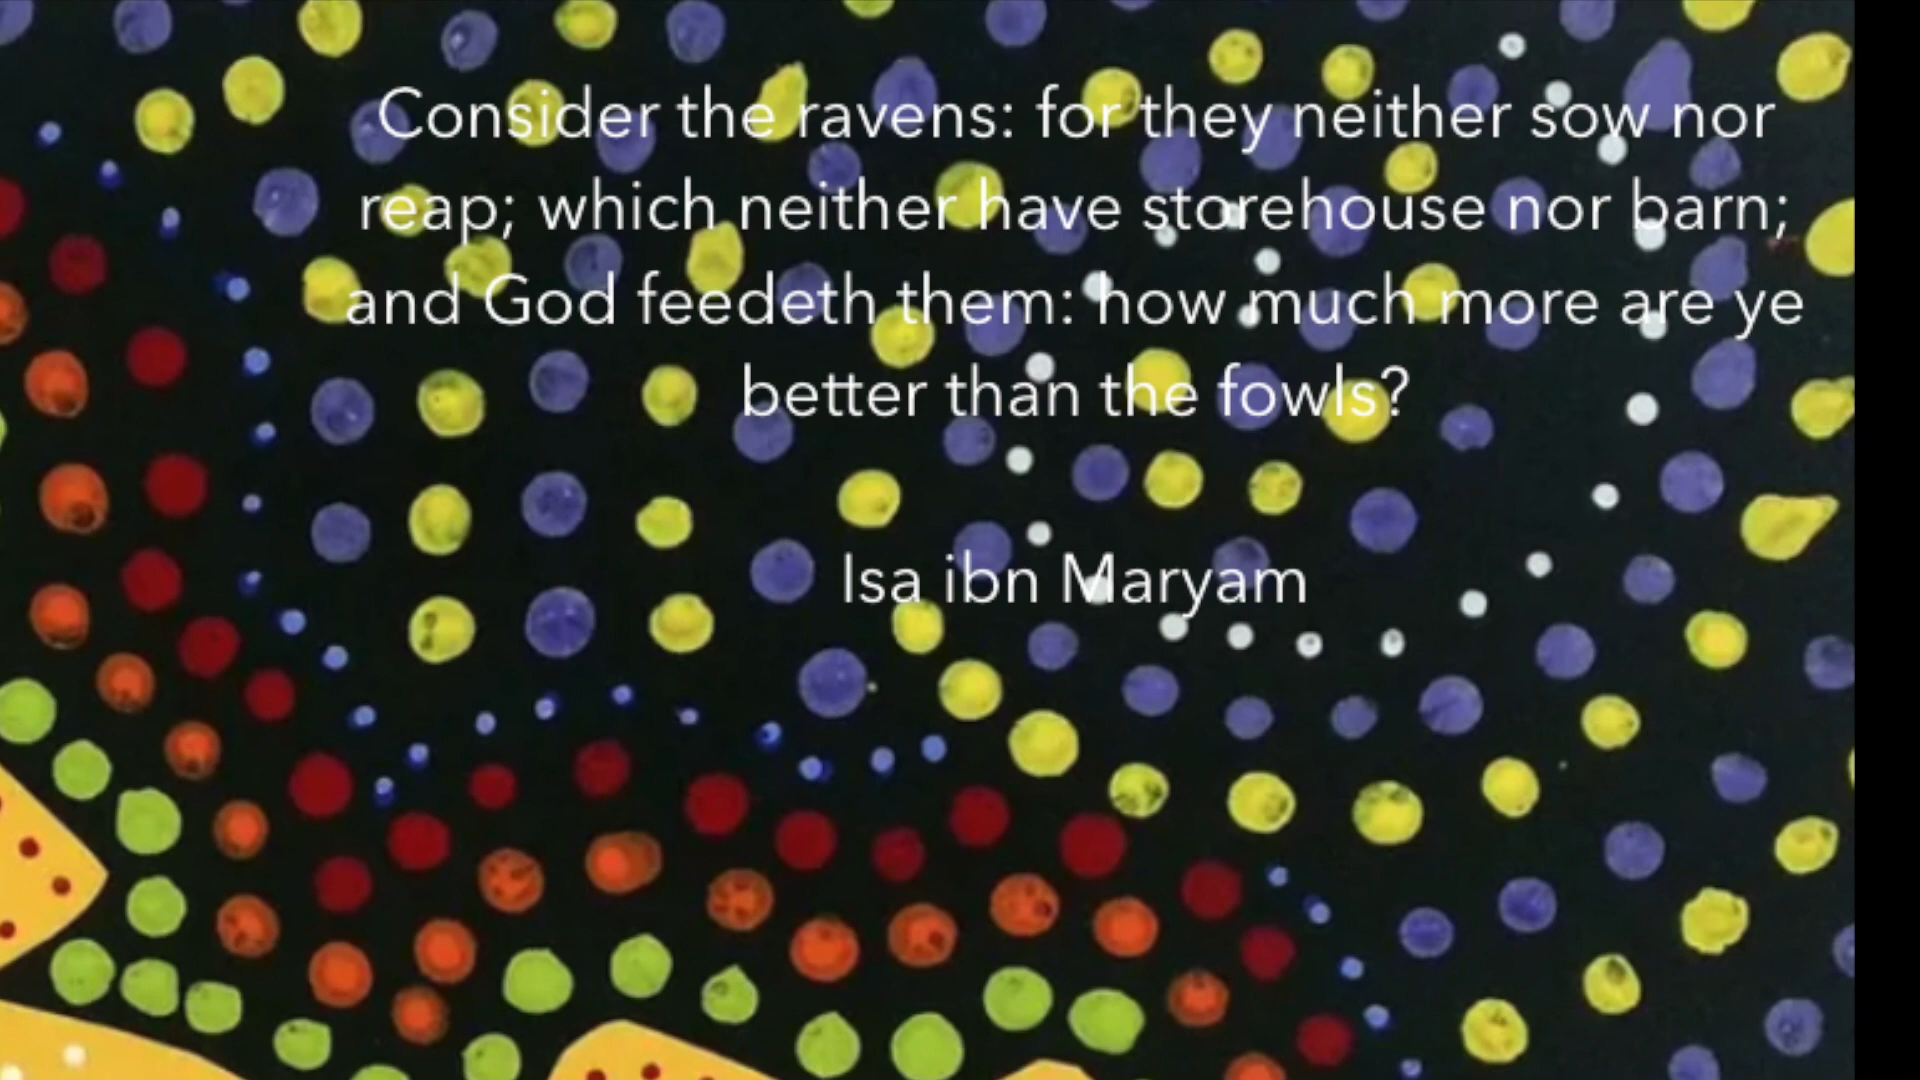 Consider the ravens: for they neither sow nor
reap; which neither have storehouse nor barn;
and God feedeth them: how much more are ye
better than the fowls?
Isa ibn Maryam